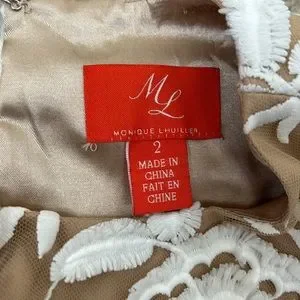 ML
MONIQUE LHUILLIER
2
MADE IN
CHINA
FAIT EN
CHINE